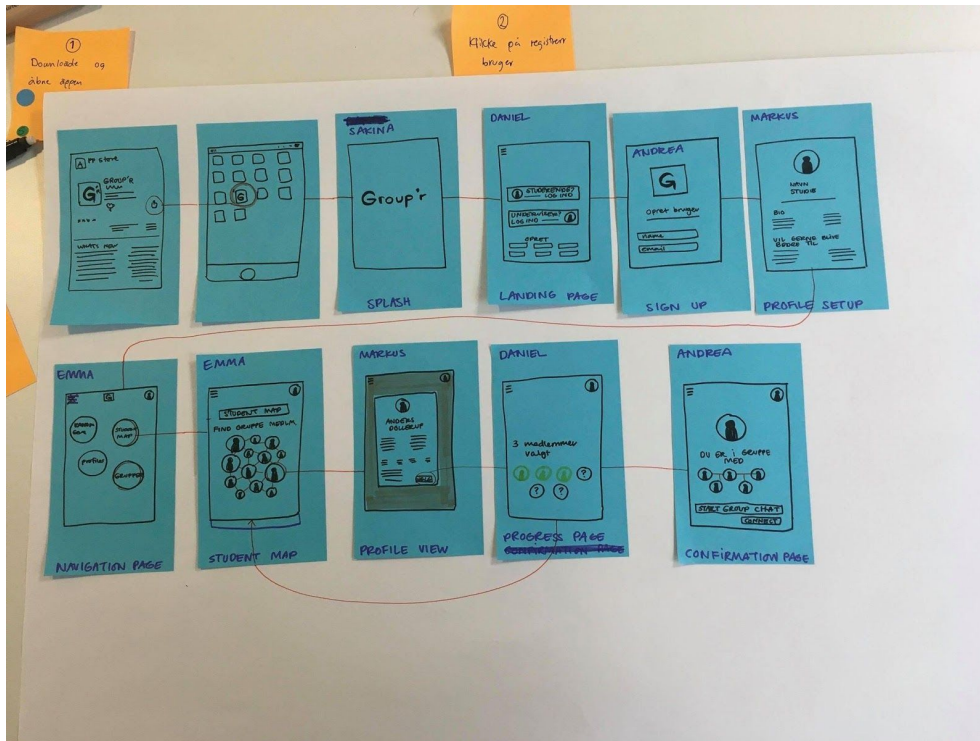 ①
Downloade og
åbne appen
②
Klikke på registrer
bruger
A PP Store
GROUP'R
G
WHATS NEW
G
SAKINA
Group'r
SPLASH
DANIEL
STUDERENDE?
LOG IND
UNDERVISER?
LOG IND
OPRET
LANDING PAGE
ANDREA
G
Opret bruger
name
email
SIGN UP
MARKUS
NAVN
STUDIE
BIO
VIL GERNE BLIVE
BEDRE TIL
PROFILE SETUP
EMMA
G
STUDENT
MAP
PROFILER
GRUPPER
NAVIGATION PAGE
EMMA
STUDENT MAP
FIND GRUPPE MEDLM.
STUDENT MAP
MARKUS
ANDERS
DOLLERUP
PROFILE VIEW
DANIEL
3 medlemmer
valgt
?
? ?
PROGRESS PAGE
CONFIRMATION PAGE
ANDREA
DU ER I GRUPPE
MED
START GROUP CHAT
CONNECT
CONFIRMATION PAGE